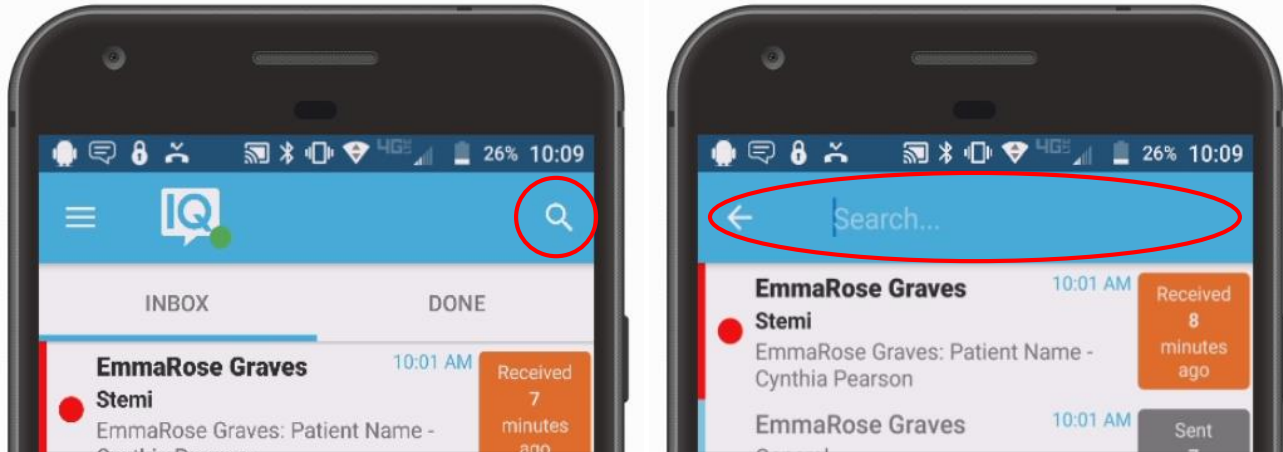 4GE 26% 10:09
IQ
INBOX DONE
EmmaRose Graves 10:01 AM
Stemi
EmmaRose Graves: Patient Name -
Received
7
minutes
ago
26% 10:09
Search...
EmmaRose Graves 10:01 AM
Stemi
EmmaRose Graves: Patient Name -
Cynthia Pearson
Received
8
minutes
ago
EmmaRose Graves 10:01 AM
Sent